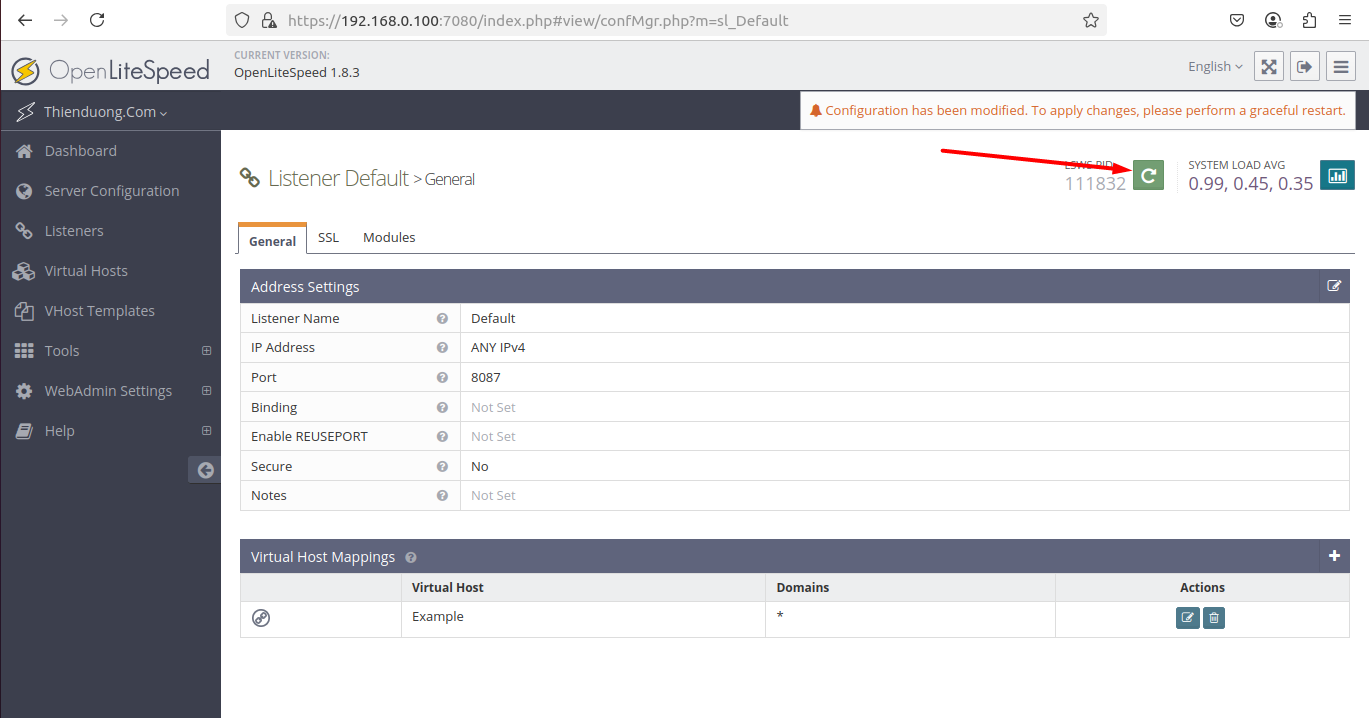 https://192.168.0.100:7080/index.php#view/confMgr.php?m=sl_Default
OpenLiteSpeed
CURRENT VERSION:
OpenLiteSpeed 1.8.3
English
Thienduong.Com
Configuration has been modified. To apply changes, please perform a graceful restart.
Dashboard
Server Configuration
Listeners
Virtual Hosts
VHost Templates
Tools
WebAdmin Settings
Help
Listener Default > General
LSWS PID
111832
SYSTEM LOAD AVG
0.99, 0.45, 0.35
General SSL Modules
Address Settings
Listener Name Default
IP Address ANY IPv4
Port 8087
Binding Not Set
Enable REUSEPORT Not Set
Secure No
Notes Not Set
Virtual Host Mappings
Virtual Host Domains Actions
Example *